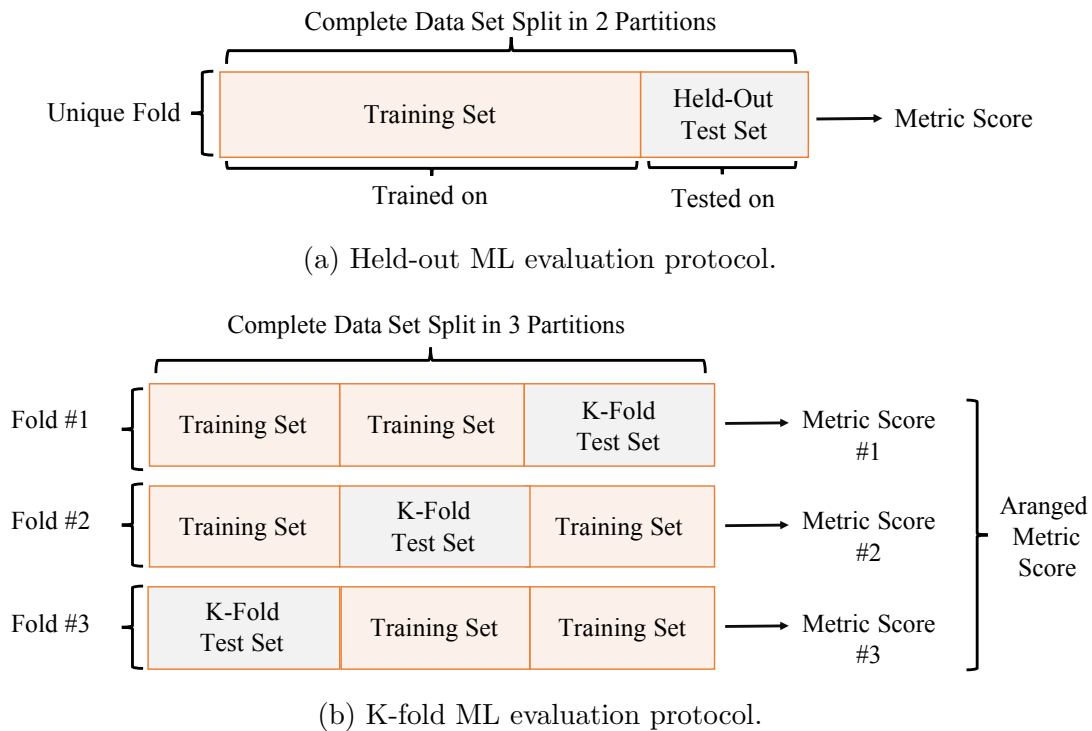 Complete Data Set Split in 2 Partitions
Unique Fold
Training Set
Held-Out
Test Set
Metric Score
Trained on
Tested on
(a) Held-out ML evaluation protocol.
Complete Data Set Split in 3 Partitions
Fold #1
Training Set
Training Set
K-Fold
Test Set
Metric Score
#1
Fold #2
Training Set
K-Fold
Test Set
Training Set
Metric Score
#2
Aranged
Metric
Score
Fold #3
K-Fold
Test Set
Training Set
Training Set
Metric Score
#3
(b) K-fold ML evaluation protocol.